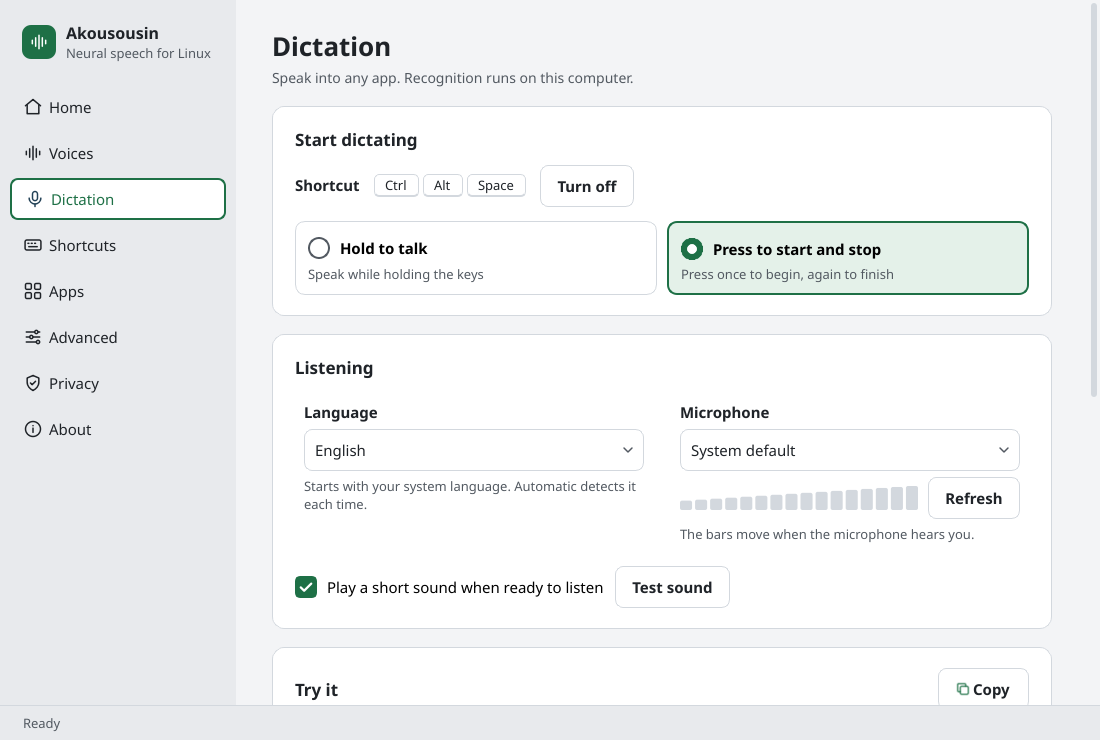 Akousousin
Neural speech for Linux
Home
Voices
Dictation
Shortcuts
Apps
Advanced
Privacy
About
Dictation
Speak into any app. Recognition runs on this computer.
Start dictating
Shortcut Ctrl Alt Space Turn off
Hold to talk
Speak while holding the keys
Press to start and stop
Press once to begin, again to finish
Listening
Language
English
Starts with your system language. Automatic detects it
each time.
Microphone
System default
Refresh
The bars move when the microphone hears you.
Play a short sound when ready to listen Test sound
Try it Copy
Ready